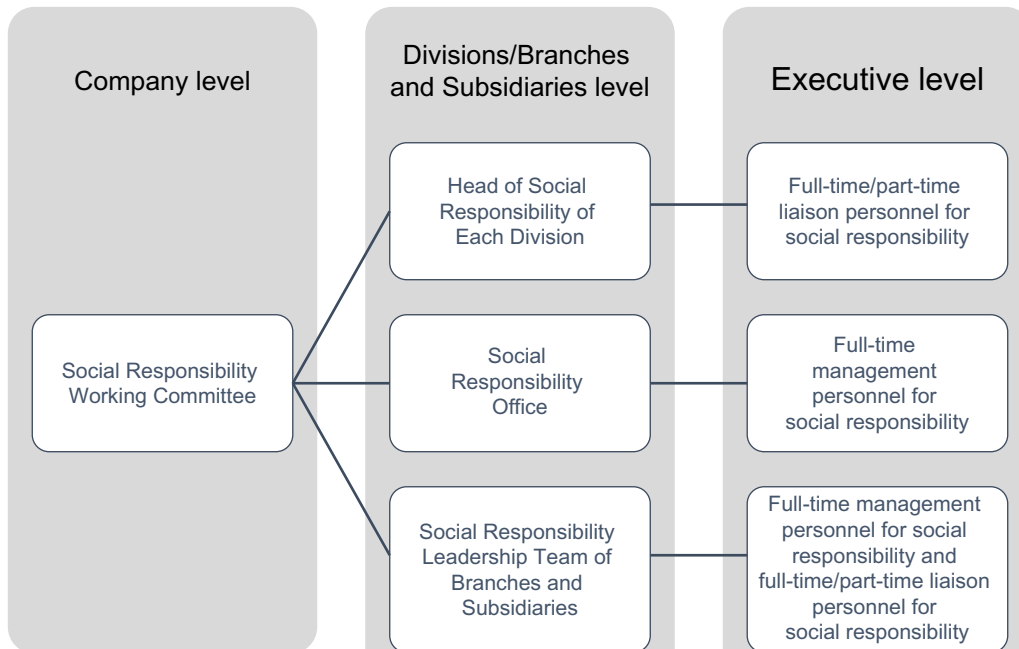 Company level
Social Responsibility
Working Committee
Divisions/Branches
and Subsidiaries level
Head of Social
Responsibility of
Each Division
Social
Responsibility
Office
Social Responsibility
Leadership Team of
Branches and
Subsidiaries
Executive level
Full-time/part-time
liaison personnel for
social responsibility
Full-time
management
personnel for
social responsibility
Full-time management
personnel for social
responsibility and
full-time/part-time liaison
personnel for
social responsibility